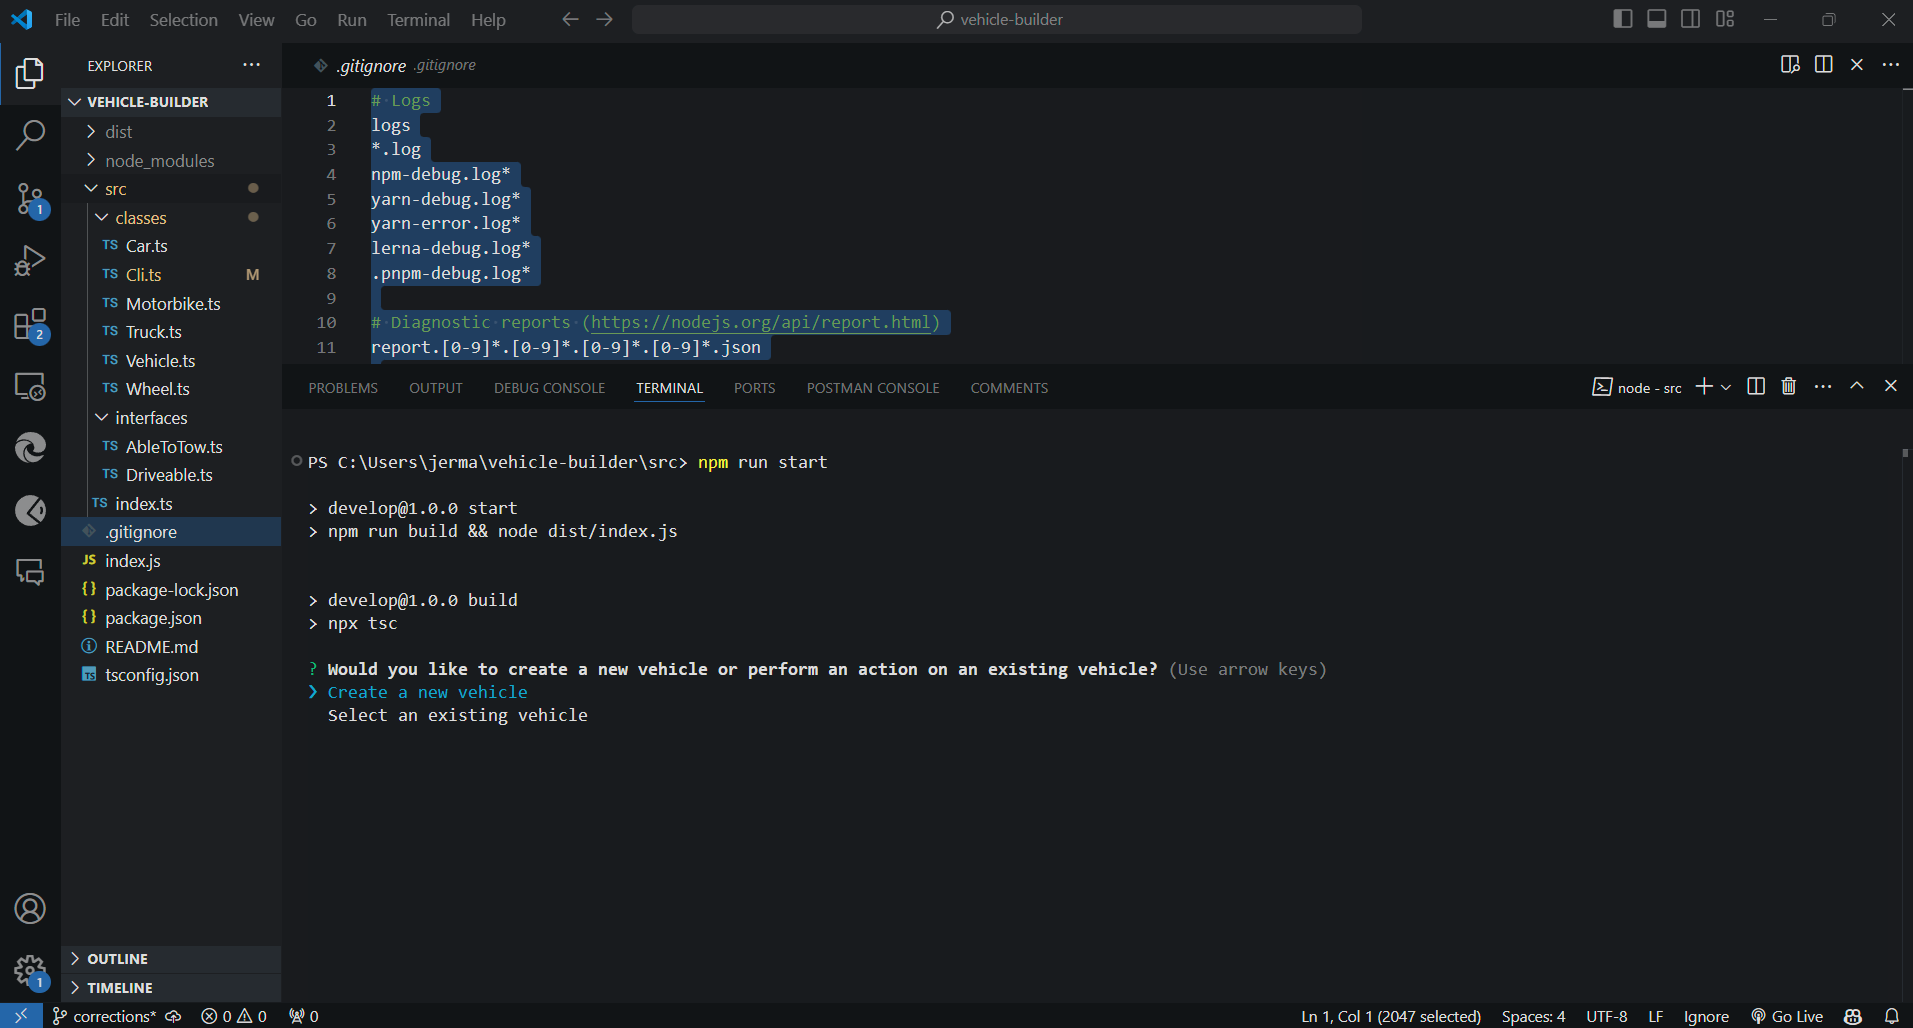 File Edit Selection View Go Run Terminal Help
vehicle-builder
EXPLORER
VEHICLE-BUILDER
dist
node_modules
src
classes
TS Car.ts
TS Cli.ts M
TS Motorbike.ts
TS Truck.ts
TS Vehicle.ts
TS Wheel.ts
interfaces
TS AbleToTow.ts
TS Driveable.ts
TS index.ts
.gitignore
JS index.js
{} package-lock.json
{} package.json
README.md
TS tsconfig.json
OUTLINE
TIMELINE
1
2
1
.gitignore .gitignore
1 # Logs
2 logs
3 *.log
4 npm-debug.log*
5 yarn-debug.log*
6 yarn-error.log*
7 lerna-debug.log*
8 .pnpm-debug.log*
9
10 # Diagnostic reports (https://nodejs.org/api/report.html)
11 report.[0-9]*.[0-9]*.[0-9]*.[0-9]*.json
PROBLEMS OUTPUT DEBUG CONSOLE TERMINAL PORTS POSTMAN CONSOLE COMMENTS
node - src
PS C:\Users\jerma\vehicle-builder\src> npm run start
> develop@1.0.0 start
> npm run build && node dist/index.js
> develop@1.0.0 build
> npx tsc
? Would you like to create a new vehicle or perform an action on an existing vehicle? (Use arrow keys)
❯ Create a new vehicle
Select an existing vehicle
corrections* 0 0 0
Ln 1, Col 1 (2047 selected) Spaces: 4 UTF-8 LF Ignore Go Live